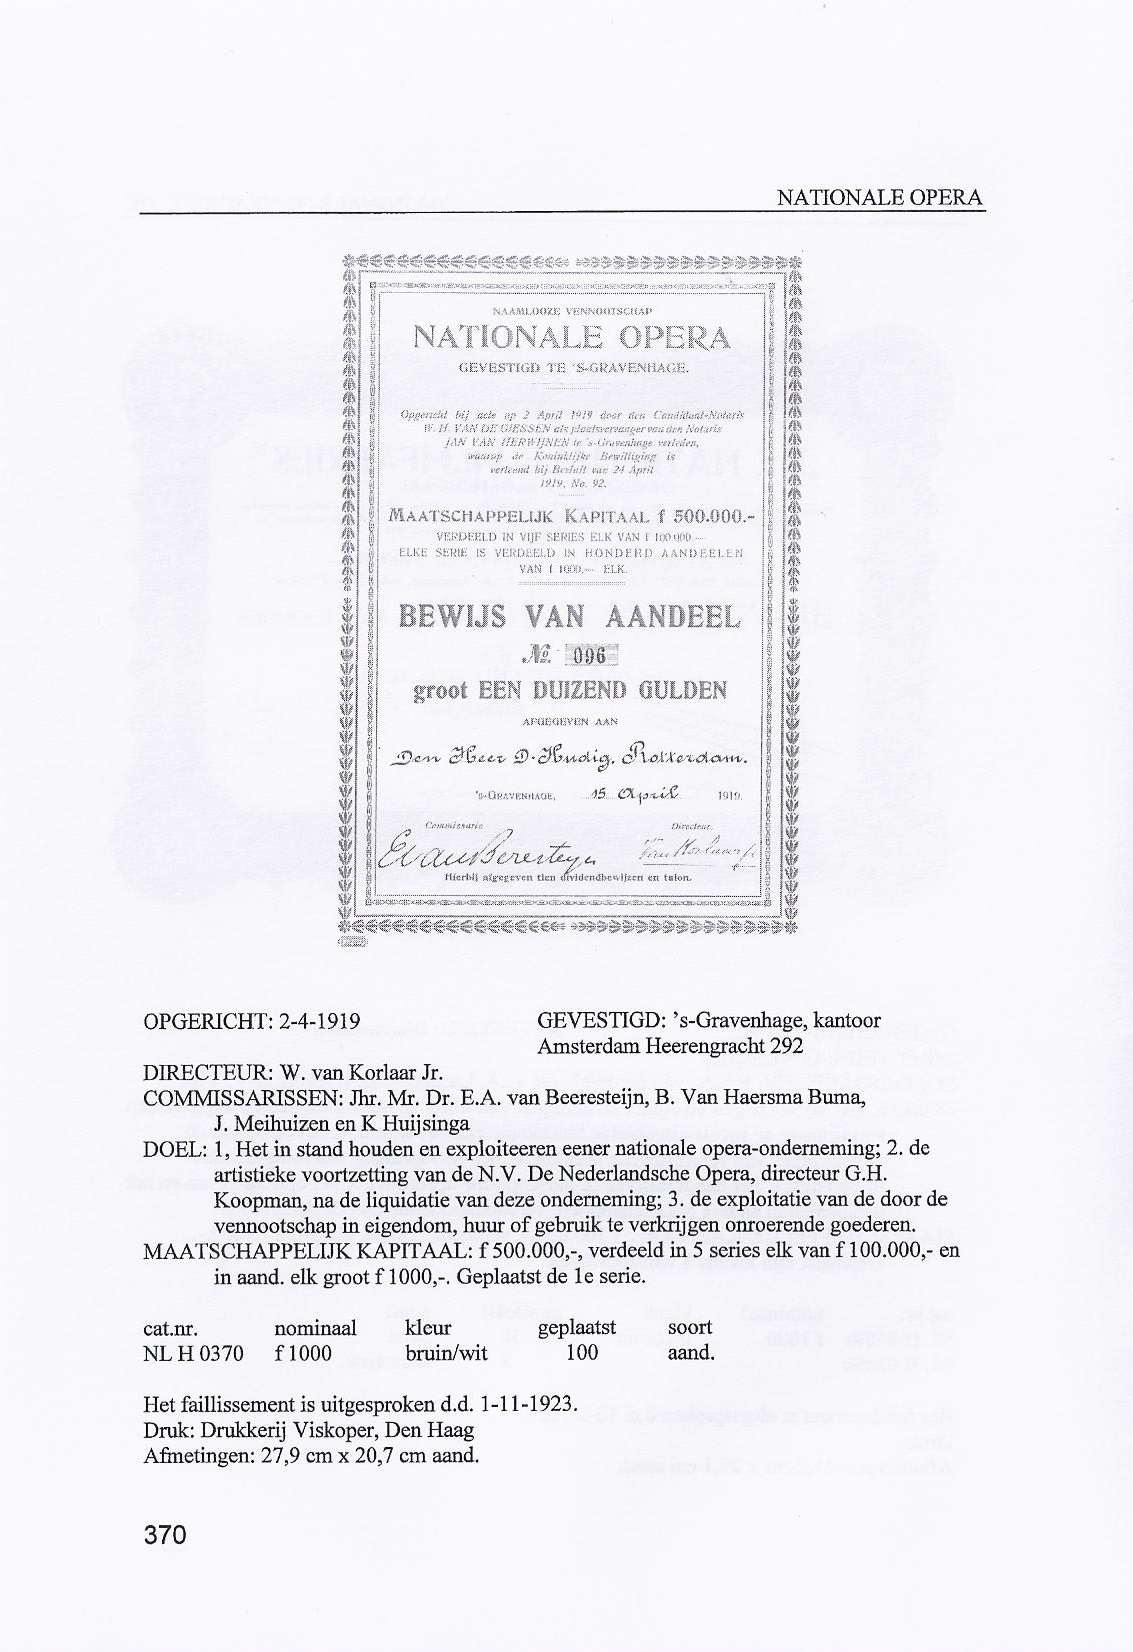 NATIONALE OPERA
NAAMLOOZE VENNOOTSCHAP
NATIONALE OPERA
GEVESTIGD TE 'S-GRAVENHAGE.
Opgericht bij acte op 2 April 1919 door den Candidaat-Notaris
W. H. VAN DE GIESSEN als plaatsvervanger van den Notaris
JAN VAN HERWIJNEN te 's-Gravenhage verleden,
waarop de Koninklijke Bewilliging is
verleend bij Besluit van 24 April
1919, No. 92.
MAATSCHAPPELIJK KAPITAAL f 500.000.-
VERDEELD IN VIJF SERIES ELK VAN f 100.000.—
ELKE SERIE IS VERDEELD IN HONDERD AANDEELEN
VAN f 1000.— ELK.
BEWIJS VAN AANDEEL
No. 096
groot EEN DUIZEND GULDEN
AFGEGEVEN AAN
Den Heer D. Hudig, Rotterdam.
's-GRAVENHAGE, 15 April 1919.
Commissaris Directeur.
EvanBeresteyn van Korlaar jr
Hierbij afgegeven tien dividendbewijzen en talon.
OPGERICHT: 2-4-1919 GEVESTIGD: 's-Gravenhage, kantoor
Amsterdam Heerengracht 292
DIRECTEUR: W. van Korlaar Jr.
COMMISSARISSEN: Jhr. Mr. Dr. E.A. van Beeresteijn, B. Van Haersma Buma,
J. Meihuizen en K Huijsinga
DOEL: 1, Het in stand houden en exploiteeren eener nationale opera-onderneming; 2. de
artistieke voortzetting van de N.V. De Nederlandsche Opera, directeur G.H.
Koopman, na de liquidatie van deze onderneming; 3. de exploitatie van de door de
vennootschap in eigendom, huur of gebruik te verkrijgen onroerende goederen.
MAATSCHAPPELIJK KAPITAAL: f 500.000,-, verdeeld in 5 series elk van f 100.000,- en
in aand. elk groot f 1000,-. Geplaatst de 1e serie.
cat.nr. nominaal kleur geplaatst soort
NL H 0370 f 1000 bruin/wit 100 aand.
Het faillissement is uitgesproken d.d. 1-11-1923.
Druk: Drukkerij Viskoper, Den Haag
Afmetingen: 27,9 cm x 20,7 cm aand.
370